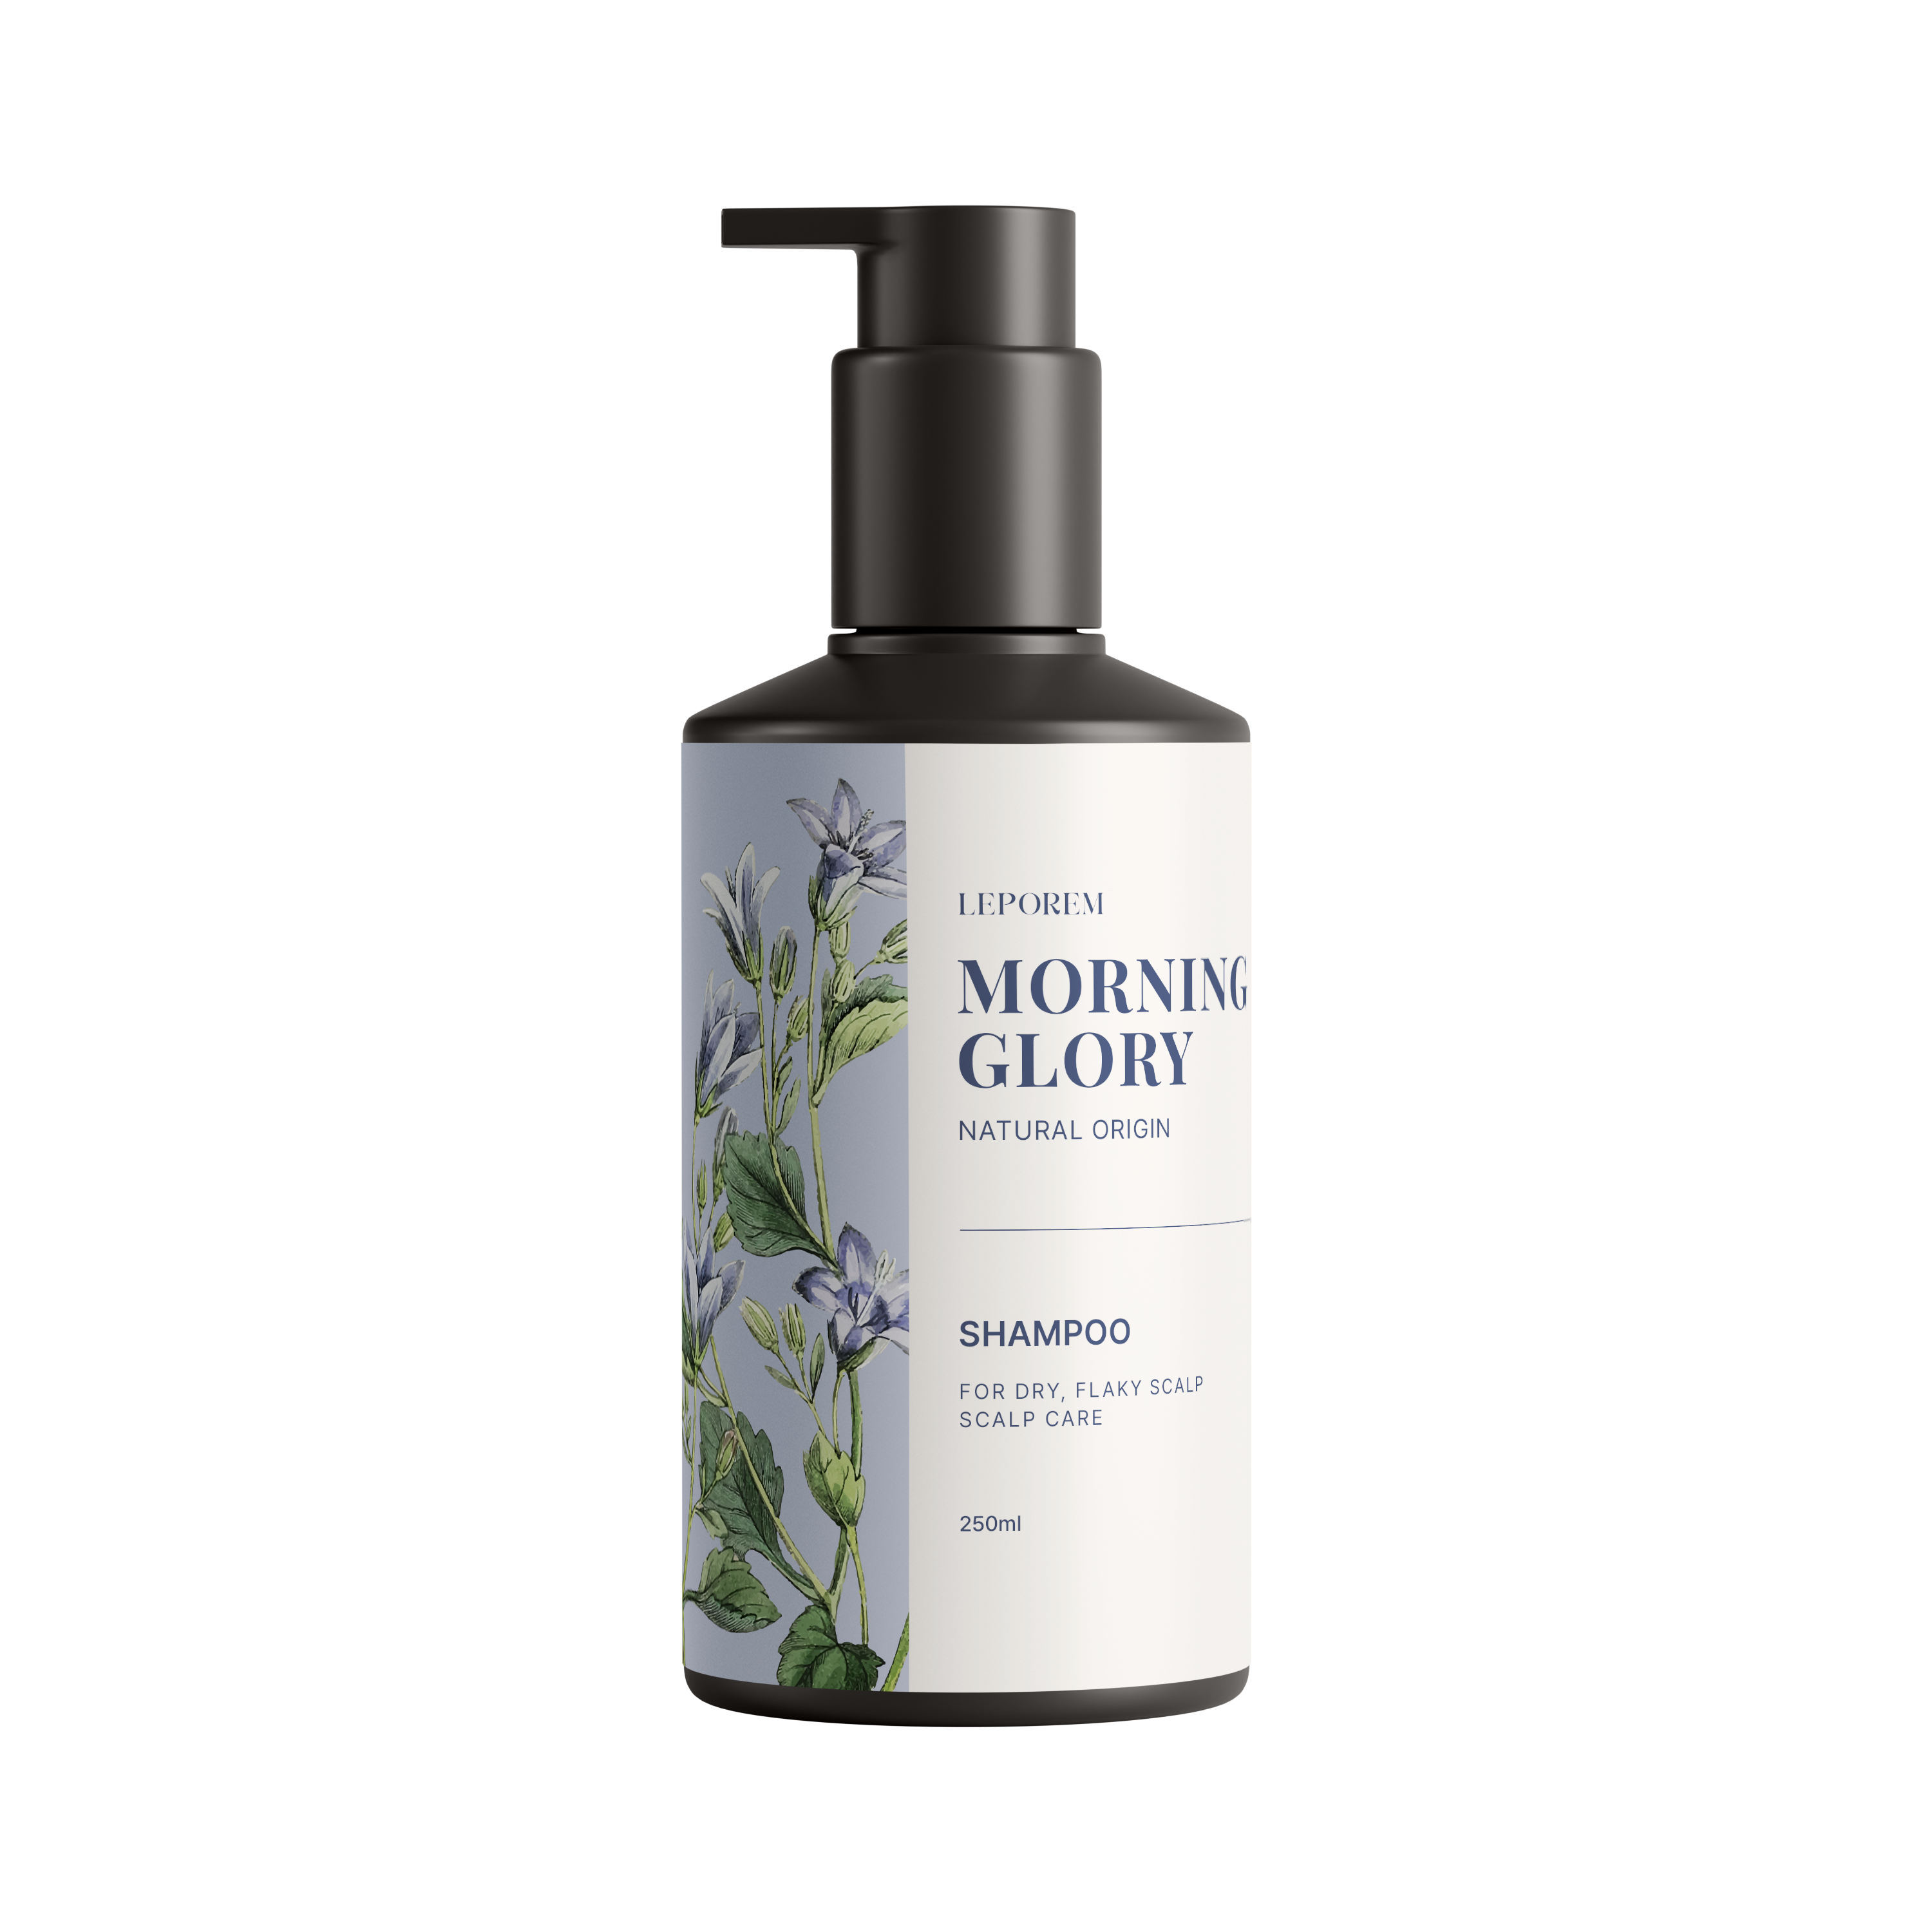 LEPOREM
MORNING
GLORY
NATURAL ORIGIN
SHAMPOO
FOR DRY, FLAKY SCALP
SCALP CARE
250ml